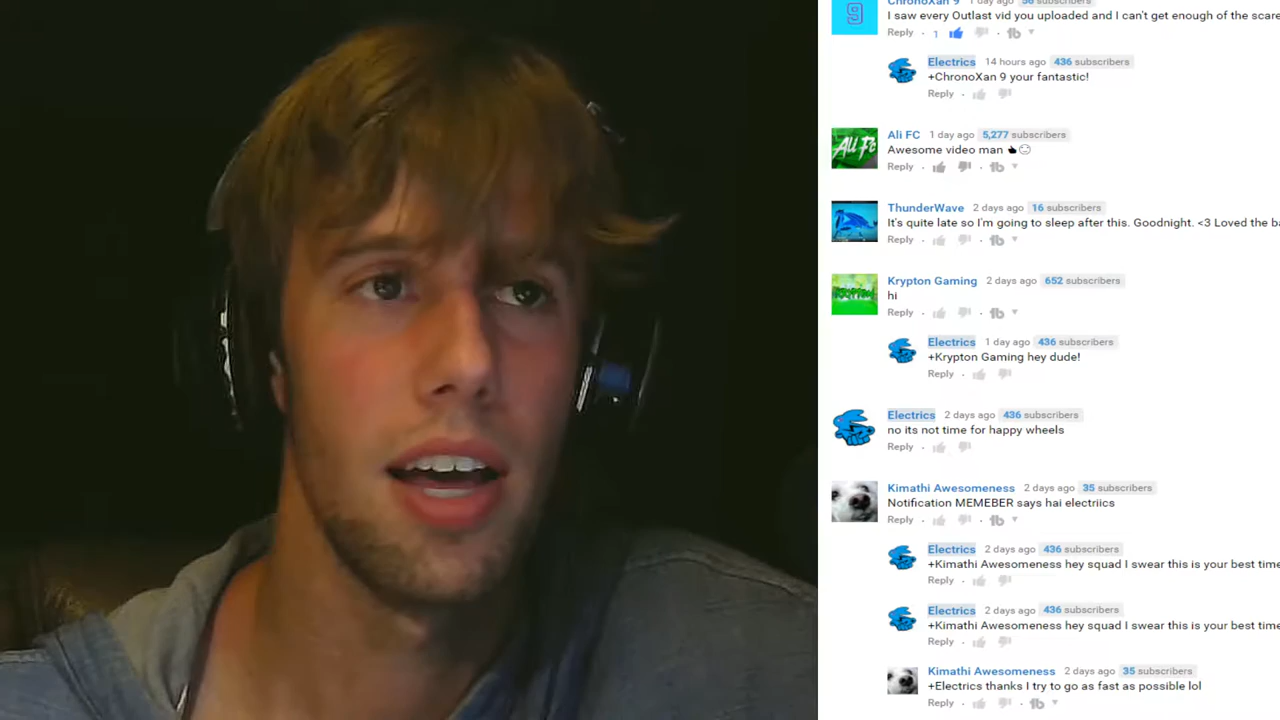 ChronoXan 9 1 day ago 56 subscribers
I saw every Outlast vid you uploaded and I can't get enough of the scare
Reply · 1
Electrics 14 hours ago 436 subscribers
+ChronoXan 9 your fantastic!
Reply ·
Ali FC 1 day ago 5,277 subscribers
Awesome video man
Reply ·
ThunderWave 2 days ago 16 subscribers
It's quite late so I'm going to sleep after this. Goodnight. <3 Loved the ba
Reply ·
Krypton Gaming 2 days ago 652 subscribers
hi
Reply ·
Electrics 1 day ago 436 subscribers
+Krypton Gaming hey dude!
Reply ·
Electrics 2 days ago 436 subscribers
no its not time for happy wheels
Reply ·
Kimathi Awesomeness 2 days ago 35 subscribers
Notification MEMEBER says hai electriics
Reply ·
Electrics 2 days ago 436 subscribers
+Kimathi Awesomeness hey squad I swear this is your best time
Reply ·
Electrics 2 days ago 436 subscribers
+Kimathi Awesomeness hey squad I swear this is your best time
Reply ·
Kimathi Awesomeness 2 days ago 35 subscribers
+Electrics thanks I try to go as fast as possible lol
Reply ·